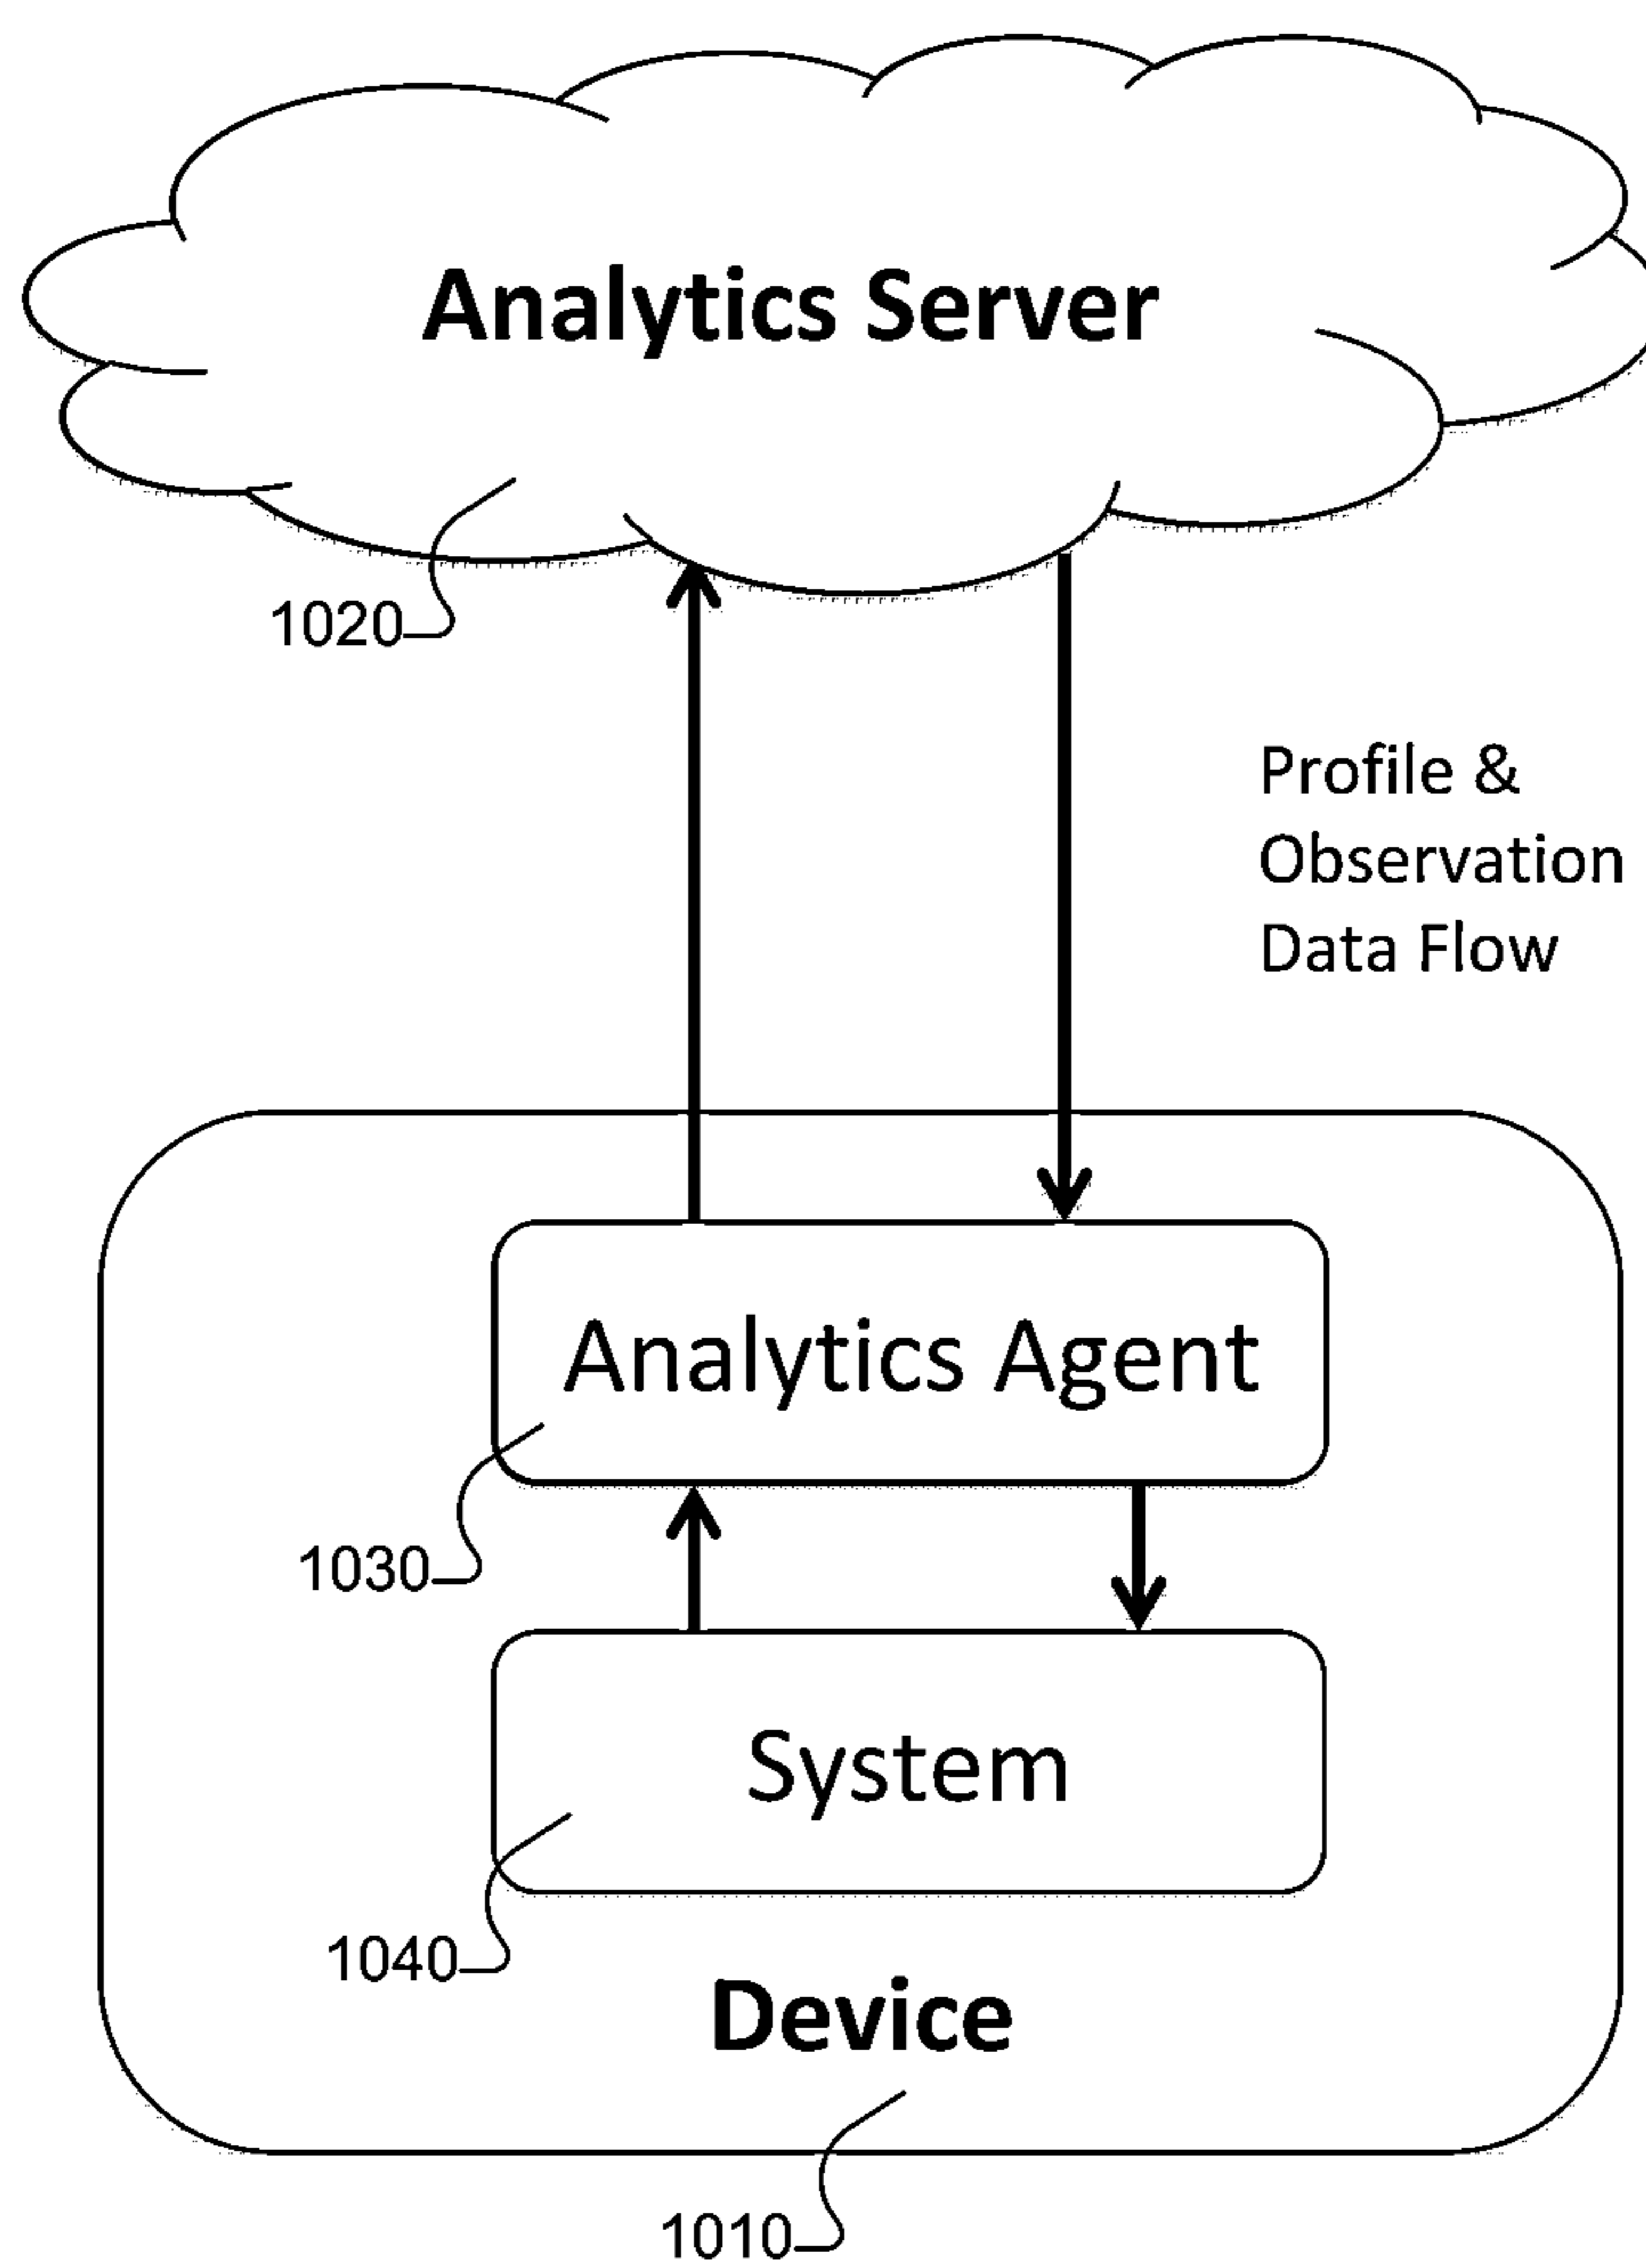 Analytics Server
1020
Profile &
Observation
Data Flow
Analytics Agent
1030
System
1040
Device
1010